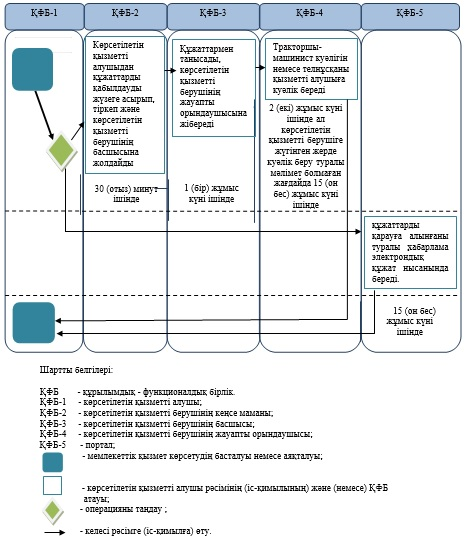 ҚФБ-1
ҚФБ-2
ҚФБ-3
ҚФБ-4
ҚФБ-5
Көрсетілетін
қызметті
алушыдан
құжаттарды
қабылдауды
жүзеге асырып,
тіркеп және
көрсетілетін
қызметті
берушінің
басшысына
жолдайды
30 (отыз) минут
ішінде
Құжаттармен
танысады,
көрсетілетін
қызметті
берушінің
жауапты
орындаушысына
жібереді
1 (бір) жұмыс
күні ішінде
Тракторшы-
машинист куәлігін
немесе телнұсқаны
қызметті алушыға
куәлік береді
2 (екі) жұмыс күні
ішінде ал
көрсетілетін
қызметті берушіге
жүгінген жерде
куәлік беру туралы
мәлімет болмаған
жағдайда 15 (он
бес) жұмыс күні
ішінде
құжаттарды
қарауға алынғаны
туралы хабарлама
электрондық
құжат нысанында
береді.
15 (он бес)
жұмыс күні
ішінде
Шартты белгілері:
ҚФБ - құрылымдық - функционалдық бірлік.
ҚФБ-1 - көрсетілетін қызметті алушы;
ҚФБ-2 - көрсетілетін қызметті берушінің кеңсе маманы;
ҚФБ-3 - көрсетілетін қызметті берушінің басшысы;
ҚФБ-4 - көрсетілетін қызметті берушінің жауапты орындаушысы;
ҚФБ-5 - портал;
- мемлекеттік қызмет көрсетудің басталуы немесе аяқталуы;
- көрсетілетін қызметті алушы рәсімінің (іс-қимылының) және (немесе) ҚФБ
атауы;
- операцияны таңдау ;
- келесі рәсімге (іс-қимылға) өту.